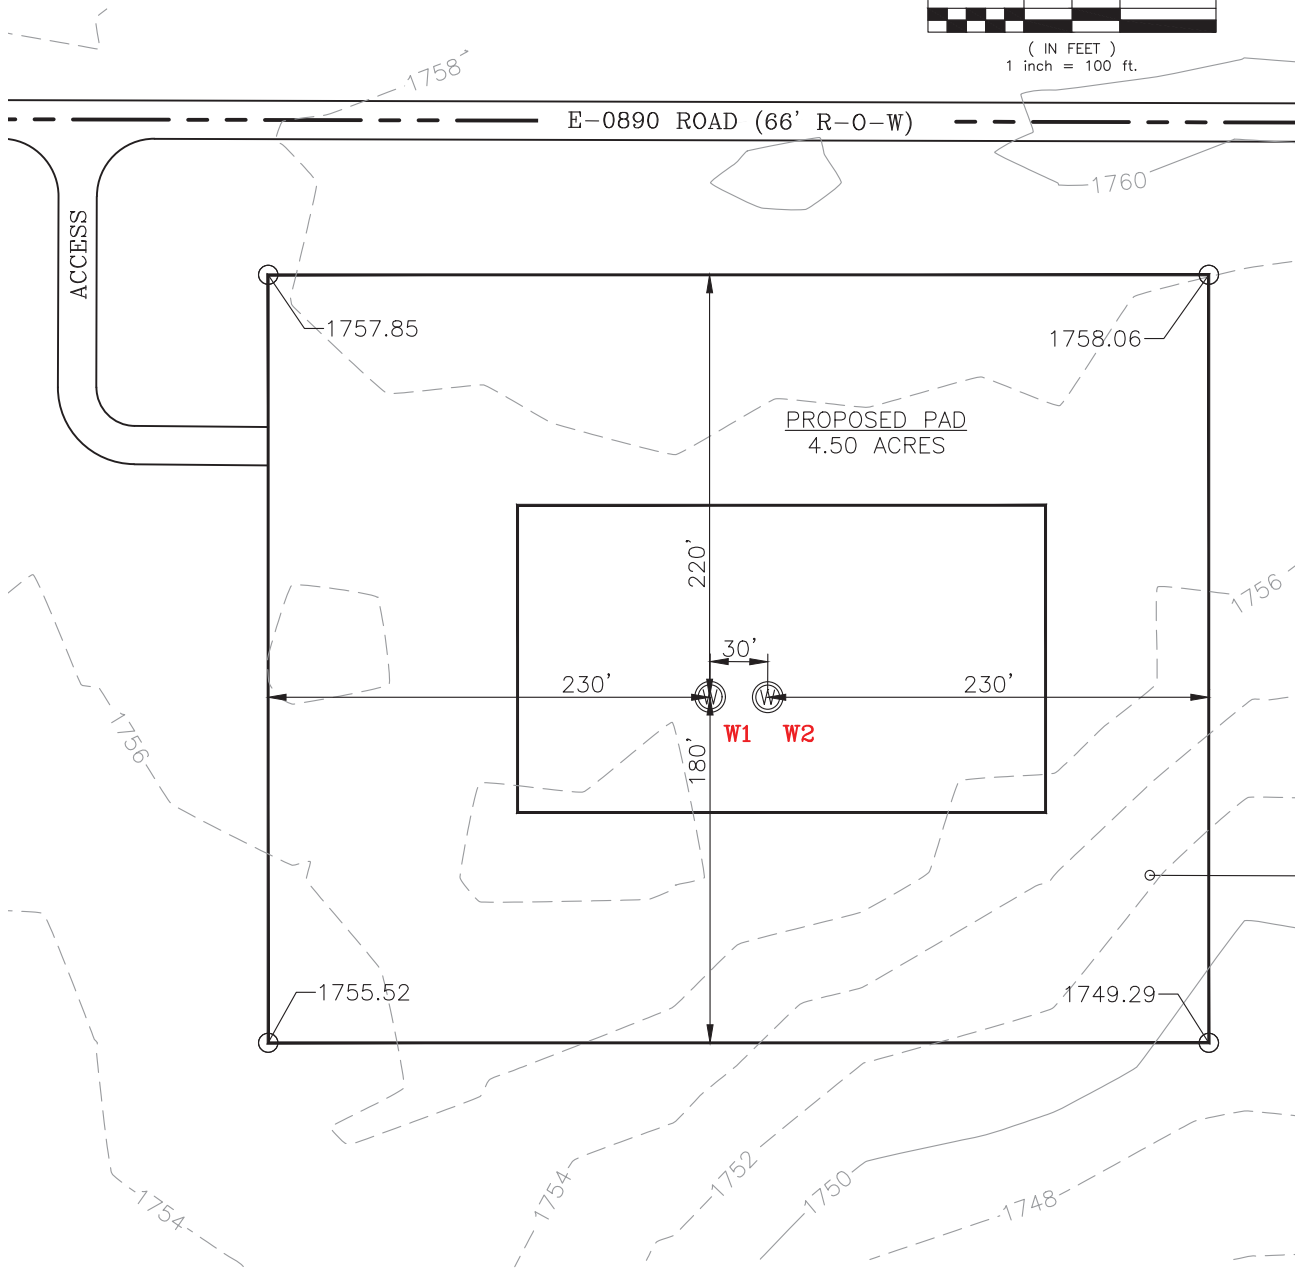 ( IN FEET )
1 inch = 100 ft.
1758
E-0890 ROAD (66' R-O-W)
1760
ACCESS
1757.85
1758.06
PROPOSED PAD
4.50 ACRES
220'
1756
30'
230'
230'
W
W
W1
W2
180'
1756
1755.52
1749.29
1754
1754
1752
1750
1748